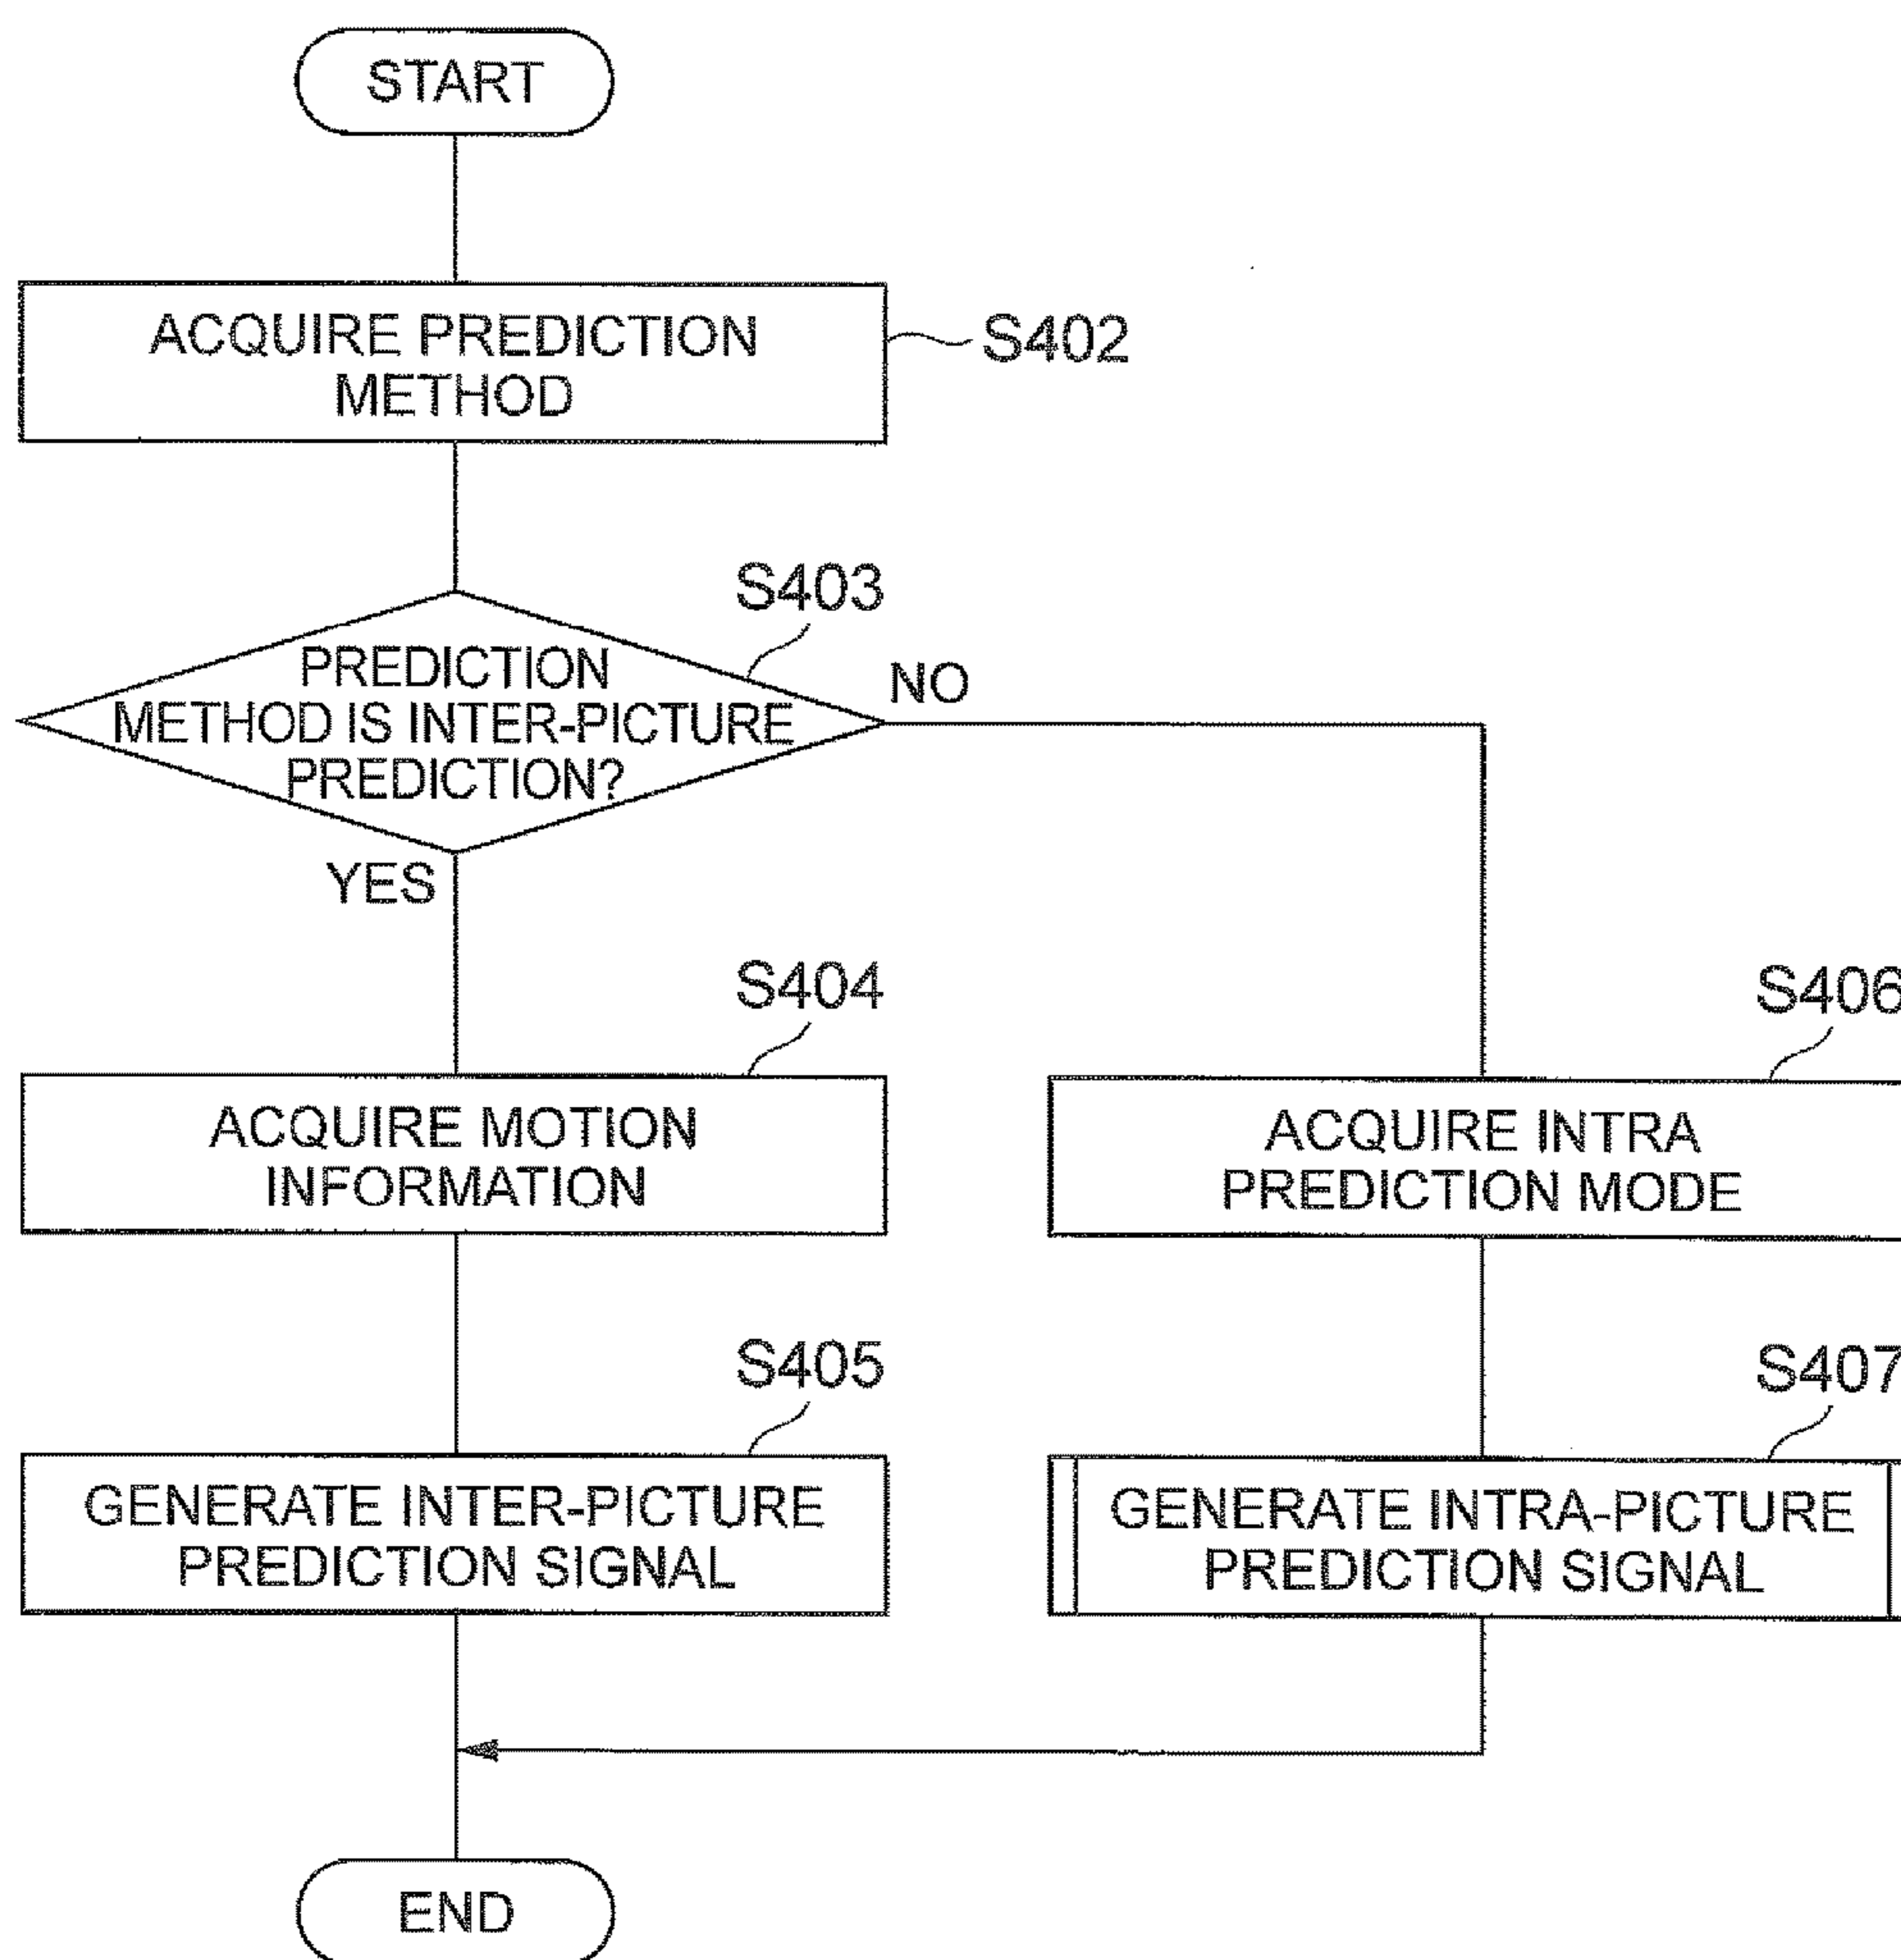 START
ACQUIRE PREDICTION
METHOD
S402
S403
PREDICTION
METHOD IS INTER-PICTURE
PREDICTION?
NO
YES
S404
ACQUIRE MOTION
INFORMATION
S406
ACQUIRE INTRA
PREDICTION MODE
S405
GENERATE INTER-PICTURE
PREDICTION SIGNAL
S407
GENERATE INTRA-PICTURE
PREDICTION SIGNAL
END